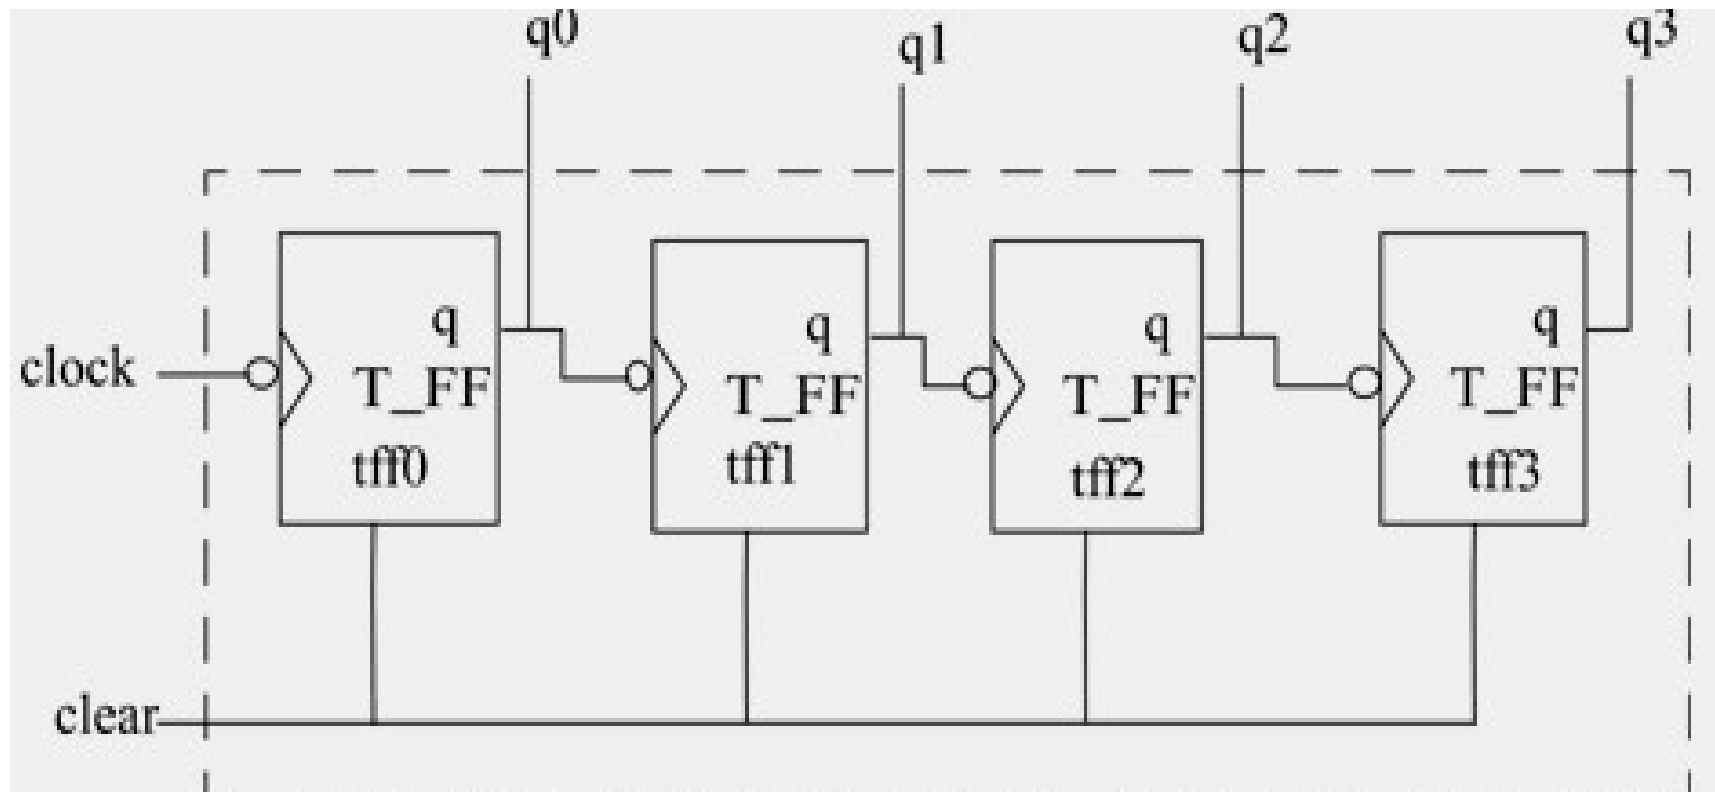 q0
q1
q2
q3
clock
q
T_FF
tff0
q
T_FF
tff1
q
T_FF
tff2
q
T_FF
tff3
clear